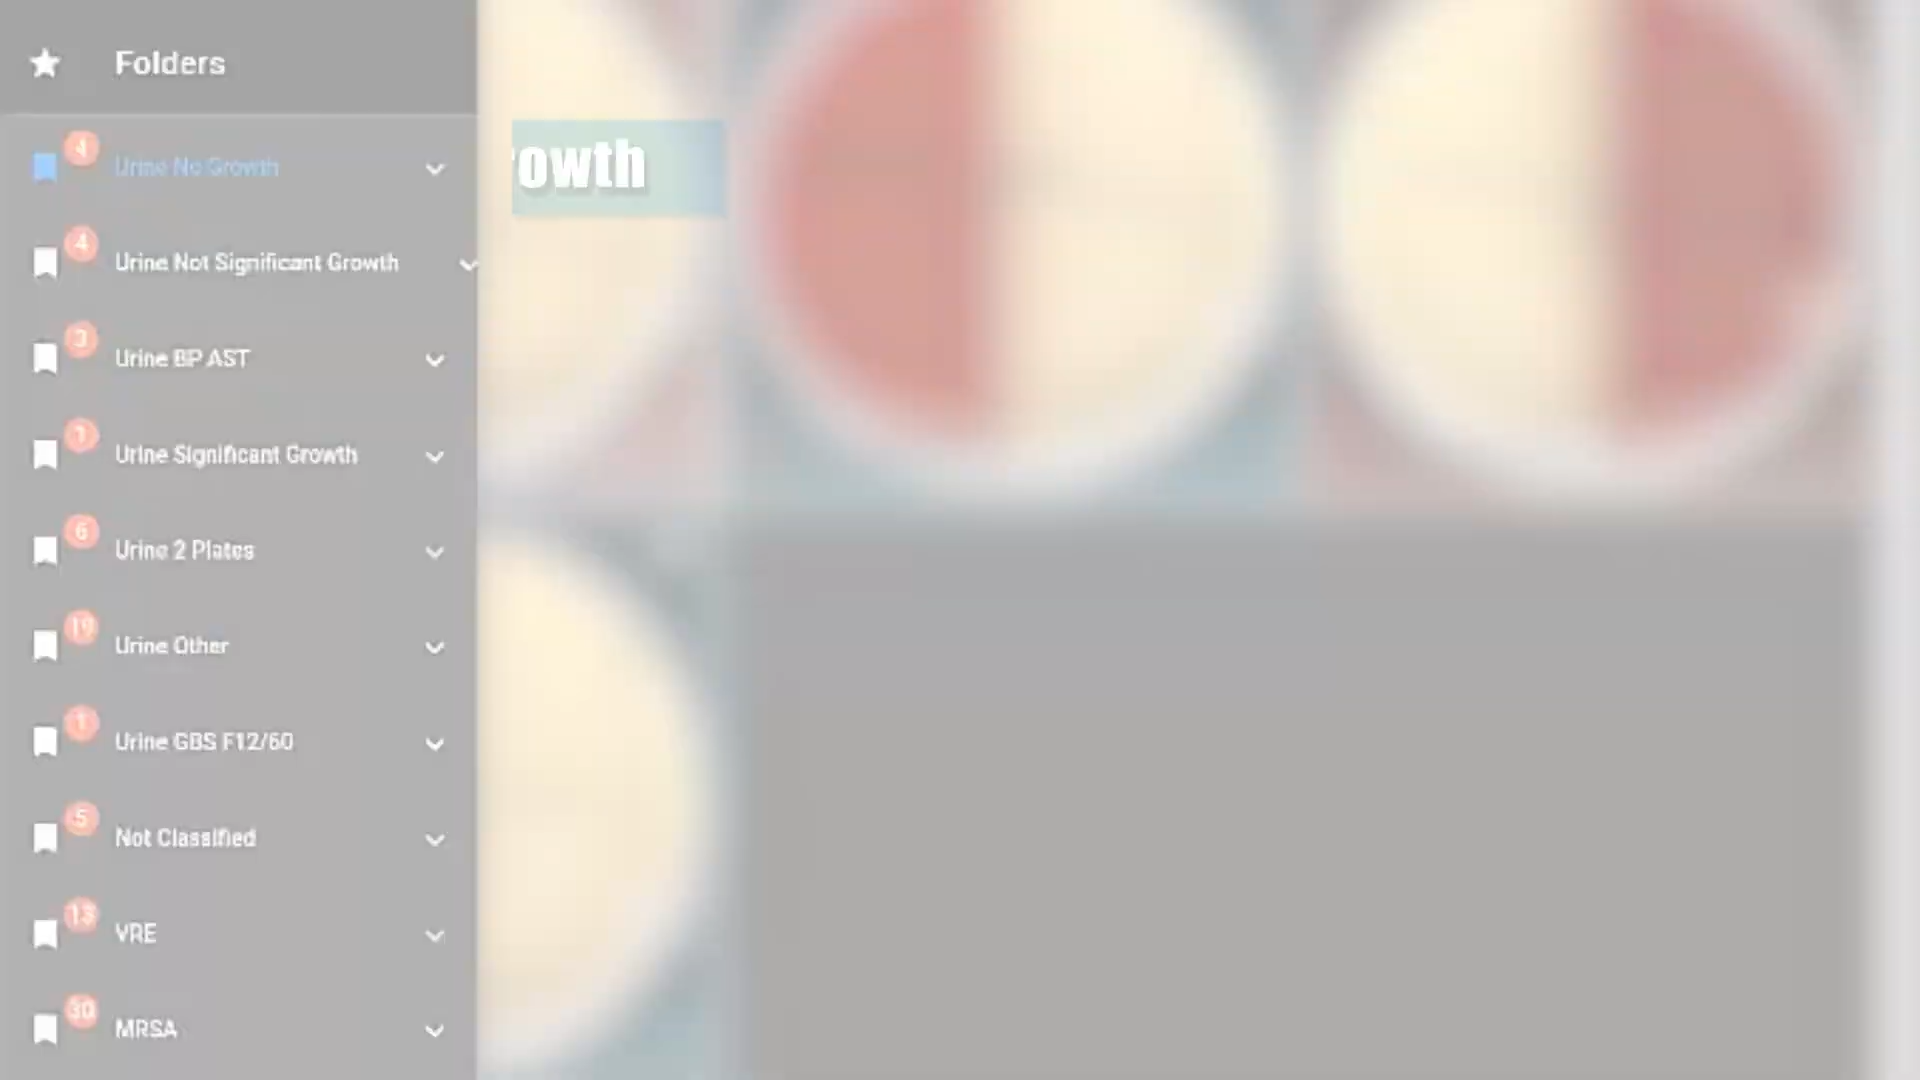 Folders
4
Urine No Growth
owth
4
Urine Not Significant Growth
3
Urine BP AST
1
Urine Significant Growth
6
Urine 2 Plates
19
Urine Other
1
Urine GBS F12/60
5
Not Classified
13
VRE
30
MRSA